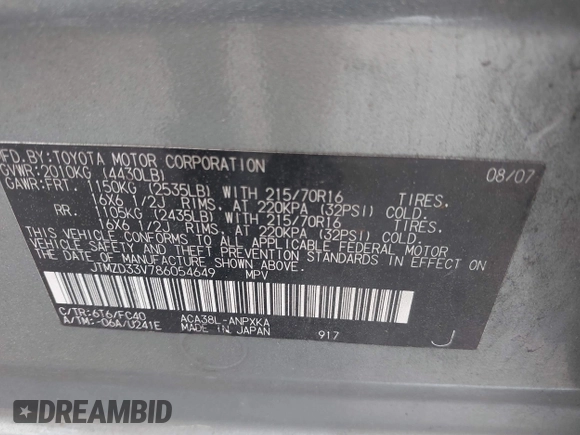 MFD. BY: TOYOTA MOTOR CORPORATION 08/07
GVWR: 2010KG (4430LB)
GAWR: FRT. 1150KG (2535LB) WITH 215/70R16 TIRES.
16X6 1/2J RIMS. AT 220KPA (32PSI) COLD.
RR. 1105KG (2435LB) WITH 215/70R16 TIRES.
16X6 1/2J RIMS. AT 220KPA (32PSI) COLD.
THIS VEHICLE CONFORMS TO ALL APPLICABLE FEDERAL MOTOR
VEHICLE SAFETY AND THEFT PREVENTION STANDARDS IN EFFECT ON
THE DATE OF MANUFACTURE SHOWN ABOVE.
JTMZD33V786054649 MPV
C/TR: 6T6/FC40 ACA38L-ANPXKA
A/TM: -06A/U241E MADE IN JAPAN 917
J
DREAMBID